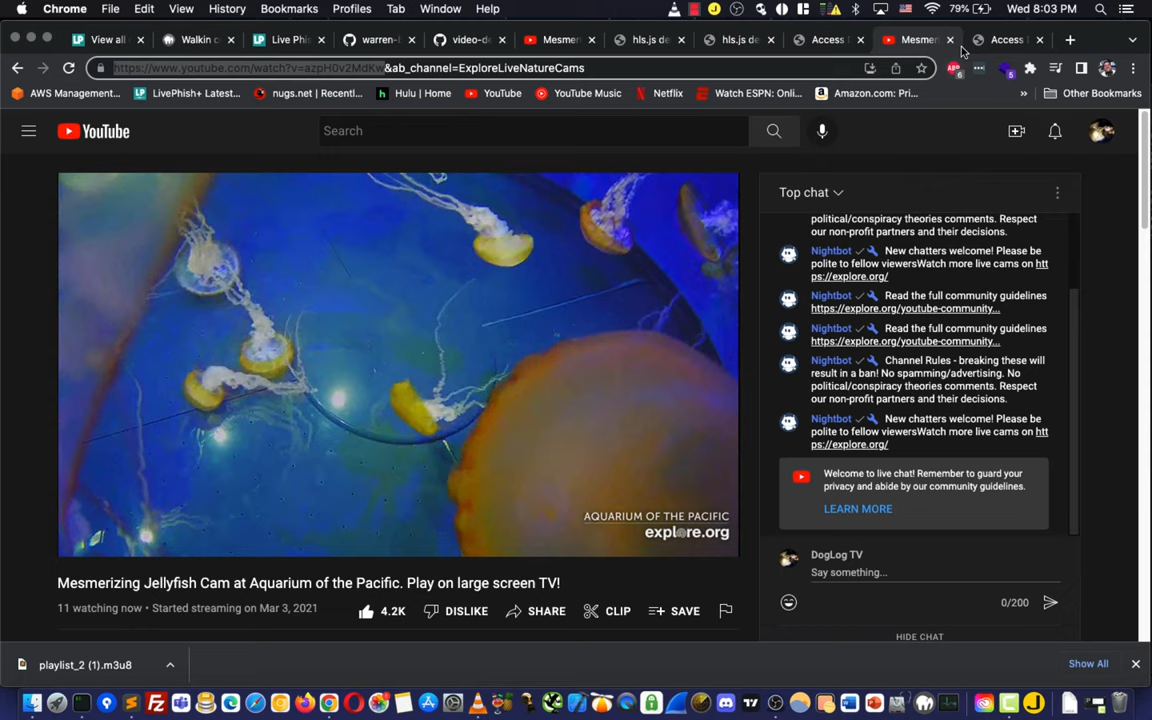 Chrome File Edit View History Bookmarks Profiles Tab Window Help 79% Wed 8:03 PM
View all Walkin c Live Phi warren- video-d Mesmer hls.js de hls.js de Access Mesmer Access
https://www.youtube.com/watch?v=azpH0v2MdKw&ab_channel=ExploreLiveNatureCams
AWS Management... LivePhish+ Latest... nugs.net | Recentl... Hulu | Home YouTube YouTube Music Netflix Watch ESPN: Onli... Amazon.com: Pri... » Other Bookmarks
YouTube
Search
Top chat
political/conspiracy theories comments. Respect
our non-profit partners and their decisions.
Nightbot New chatters welcome! Please be
polite to fellow viewersWatch more live cams on htt
ps://explore.org/
Nightbot Read the full community guidelines
https://explore.org/youtube-community...
Nightbot Read the full community guidelines
https://explore.org/youtube-community...
Nightbot Channel Rules - breaking these will
result in a ban! No spamming/advertising. No
political/conspiracy theories comments. Respect
our non-profit partners and their decisions.
Nightbot New chatters welcome! Please be
polite to fellow viewersWatch more live cams on htt
ps://explore.org/
Welcome to live chat! Remember to guard your
privacy and abide by our community guidelines.
LEARN MORE
DogLog TV
Say something...
0/200
HIDE CHAT
AQUARIUM OF THE PACIFIC
explore.org
Mesmerizing Jellyfish Cam at Aquarium of the Pacific. Play on large screen TV!
11 watching now • Started streaming on Mar 3, 2021
4.2K DISLIKE SHARE CLIP SAVE
playlist_2 (1).m3u8
Show All